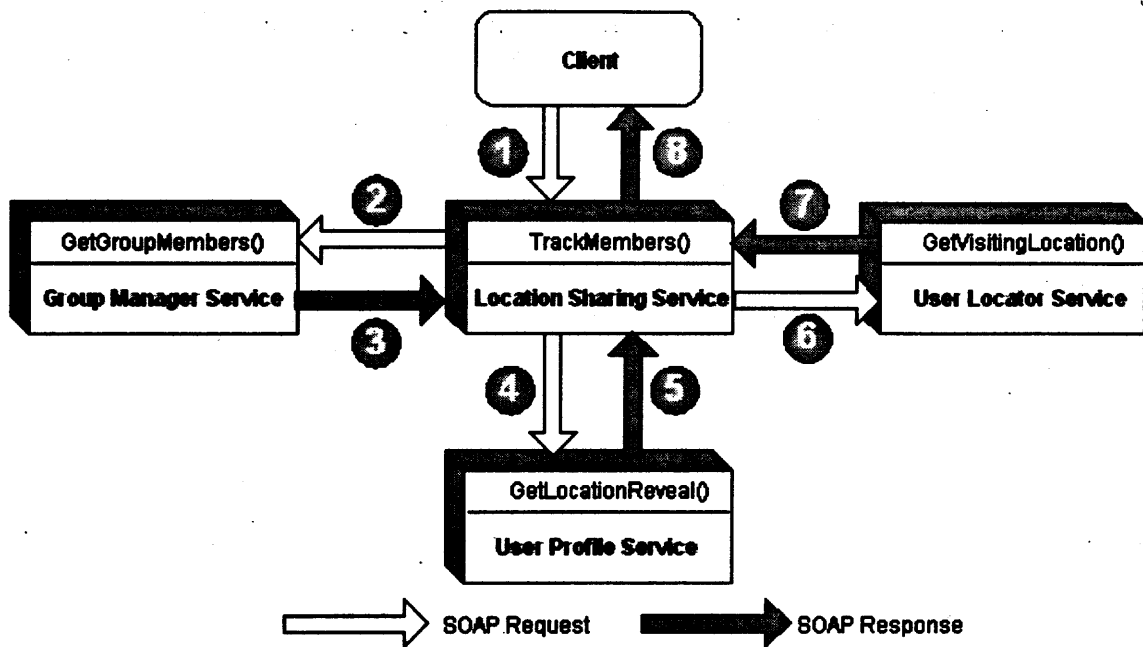 Client
1
8
2
7
GetGroupMembers()
TrackMembers()
GetVisitingLocation()
Group Manager Service
Location Sharing Service
User Locator Service
3
6
4
5
GetLocationReveal()
User Profile Service
SOAP Request
SOAP Response